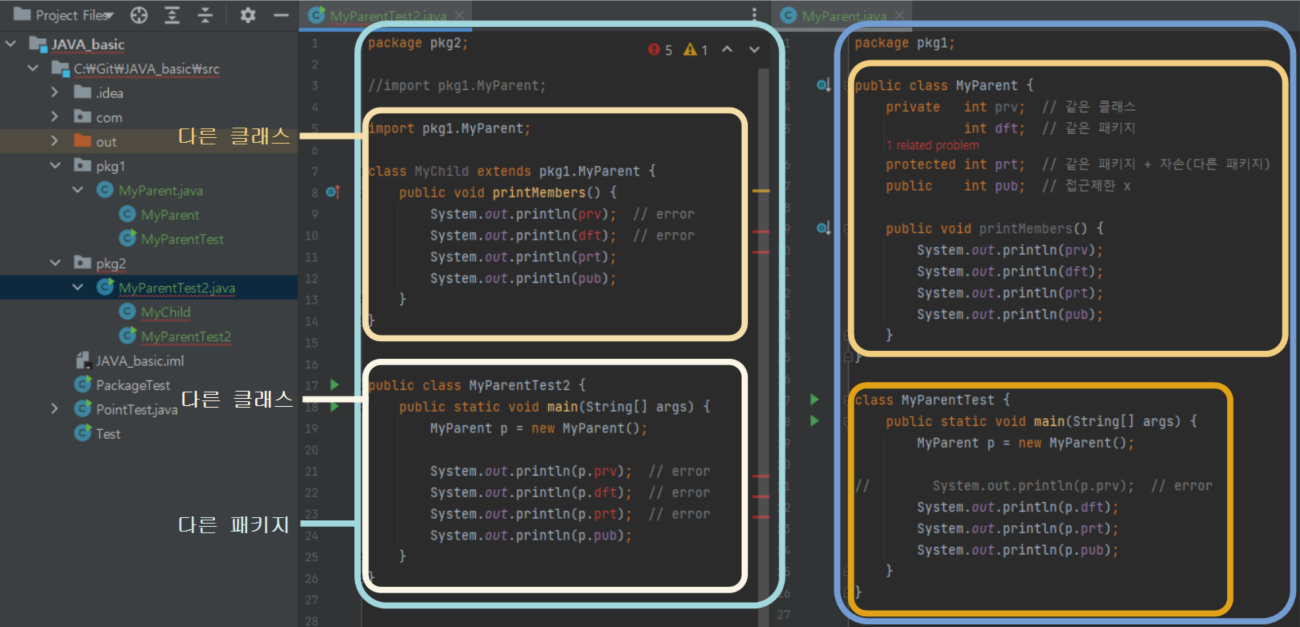 Project Files
JAVA_basic
C:₩Git₩JAVA_basic₩src
.idea
com
out
pkg1
MyParent.java
MyParent
MyParentTest
pkg2
MyParentTest2.java
MyChild
MyParentTest2
JAVA_basic.iml
PackageTest
PointTest.java
Test
다른 클래스
다른 클래스
다른 패키지
MyParentTest2.java
5 1
1 package pkg2;
2
3 //import pkg1.MyParent;
4
5 import pkg1.MyParent;
6
7 class MyChild extends pkg1.MyParent {
8 public void printMembers() {
9 System.out.println(prv); // error
10 System.out.println(dft); // error
11 System.out.println(prt);
12 System.out.println(pub);
13 }
14 }
15
16
17 public class MyParentTest2 {
18 public static void main(String[] args) {
19 MyParent p = new MyParent();
20
21 System.out.println(p.prv); // error
22 System.out.println(p.dft); // error
23 System.out.println(p.prt); // error
24 System.out.println(p.pub);
25 }
26 }
27
28
MyParent.java
package pkg1;
public class MyParent {
private int prv; // 같은 클래스
int dft; // 같은 패키지
1 related problem
protected int prt; // 같은 패키지 + 자손(다른 패키지)
public int pub; // 접근제한 x
public void printMembers() {
System.out.println(prv);
System.out.println(dft);
System.out.println(prt);
System.out.println(pub);
}
}
class MyParentTest {
public static void main(String[] args) {
MyParent p = new MyParent();
// System.out.println(p.prv); // error
System.out.println(p.dft);
System.out.println(p.prt);
System.out.println(p.pub);
}
}
27